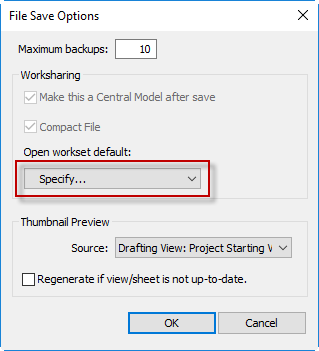 File Save Options
Maximum backups: 10
Worksharing
Make this a Central Model after save
Compact File
Open workset default:
Specify...
Thumbnail Preview
Source: Drafting View: Project Starting
Regenerate if view/sheet is not up-to-date.
OK Cancel